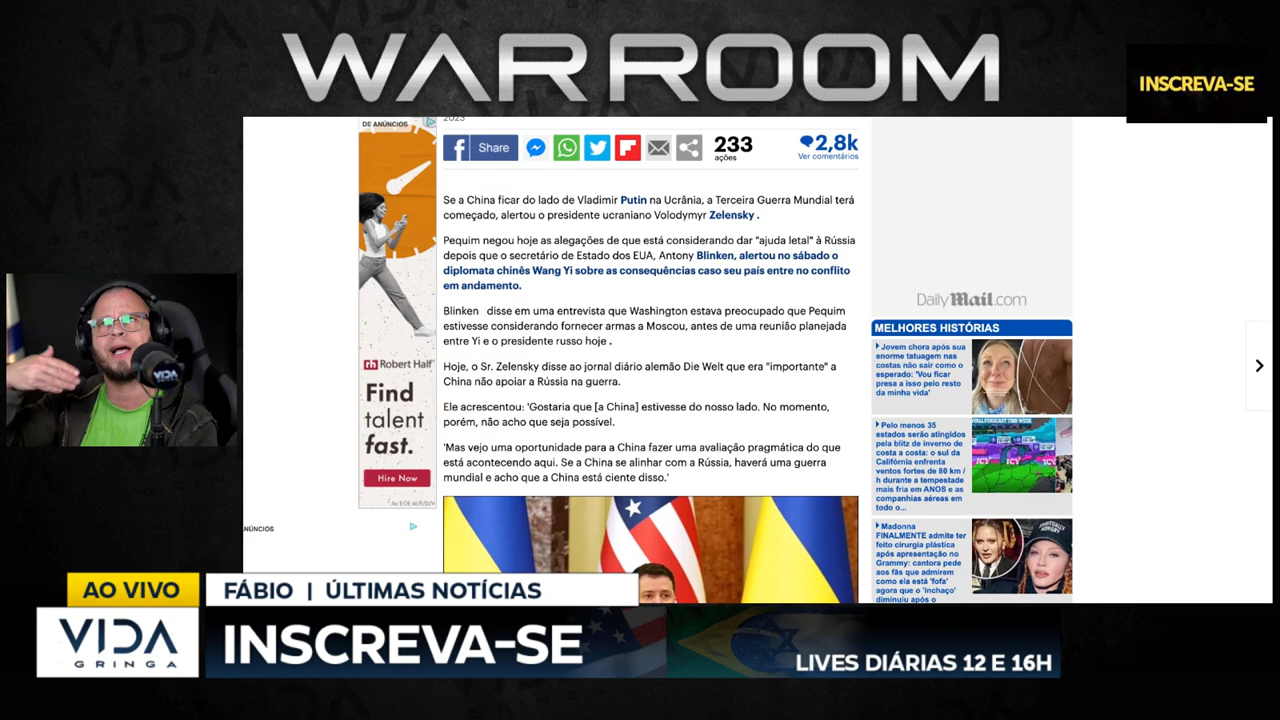 WARROOM
INSCREVA-SE
DE ANÚNCIOS
2023
Share
233
ações
2,8k
Ver comentários
Se a China ficar do lado de Vladimir Putin na Ucrânia, a Terceira Guerra Mundial terá
começado, alertou o presidente ucraniano Volodymyr Zelensky .
Pequim negou hoje as alegações de que está considerando dar "ajuda letal" à Rússia
depois que o secretário de Estado dos EUA, Antony Blinken, alertou no sábado o
diplomata chinês Wang Yi sobre as consequências caso seu país entre no conflito
em andamento.
Blinken disse em uma entrevista que Washington estava preocupado que Pequim
estivesse considerando fornecer armas a Moscou, antes de uma reunião planejada
entre Yi e o presidente russo hoje .
Hoje, o Sr. Zelensky disse ao jornal diário alemão Die Welt que era "importante" a
China não apoiar a Rússia na guerra.
Ele acrescentou: 'Gostaria que [a China] estivesse do nosso lado. No momento,
porém, não acho que seja possível.
'Mas vejo uma oportunidade para a China fazer uma avaliação pragmática do que
está acontecendo aqui. Se a China se alinhar com a Rússia, haverá uma guerra
mundial e acho que a China está ciente disso.'
rh Robert Half
Find
talent
fast.
Hire Now
ANÚNCIOS
Daily Mail.com
MELHORES HISTÓRIAS
Jovem chora após sua
enorme tatuagem nas
costas não sair como o
esperado: 'Vou ficar
presa a isso pelo resto
da minha vida'
Pelo menos 35
estados serão atingidos
pela blitz de inverno de
costa a costa: o sul da
Califórnia enfrenta
ventos fortes de 80 km /
h durante a tempestade
mais fria em ANOS e as
companhias aéreas em
todo o...
ICY
ICY
Madonna
FINALMENTE admite ter
feito cirurgia plástica
após apresentação no
Grammy: cantora pede
aos fãs que admirem
como ela está 'fofa'
agora que o 'inchaço'
diminuiu após o
VIDA
AO VIVO
FÁBIO | ÚLTIMAS NOTÍCIAS
VIDA
GRINGA
INSCREVA-SE
LIVES DIÁRIAS 12 E 16H